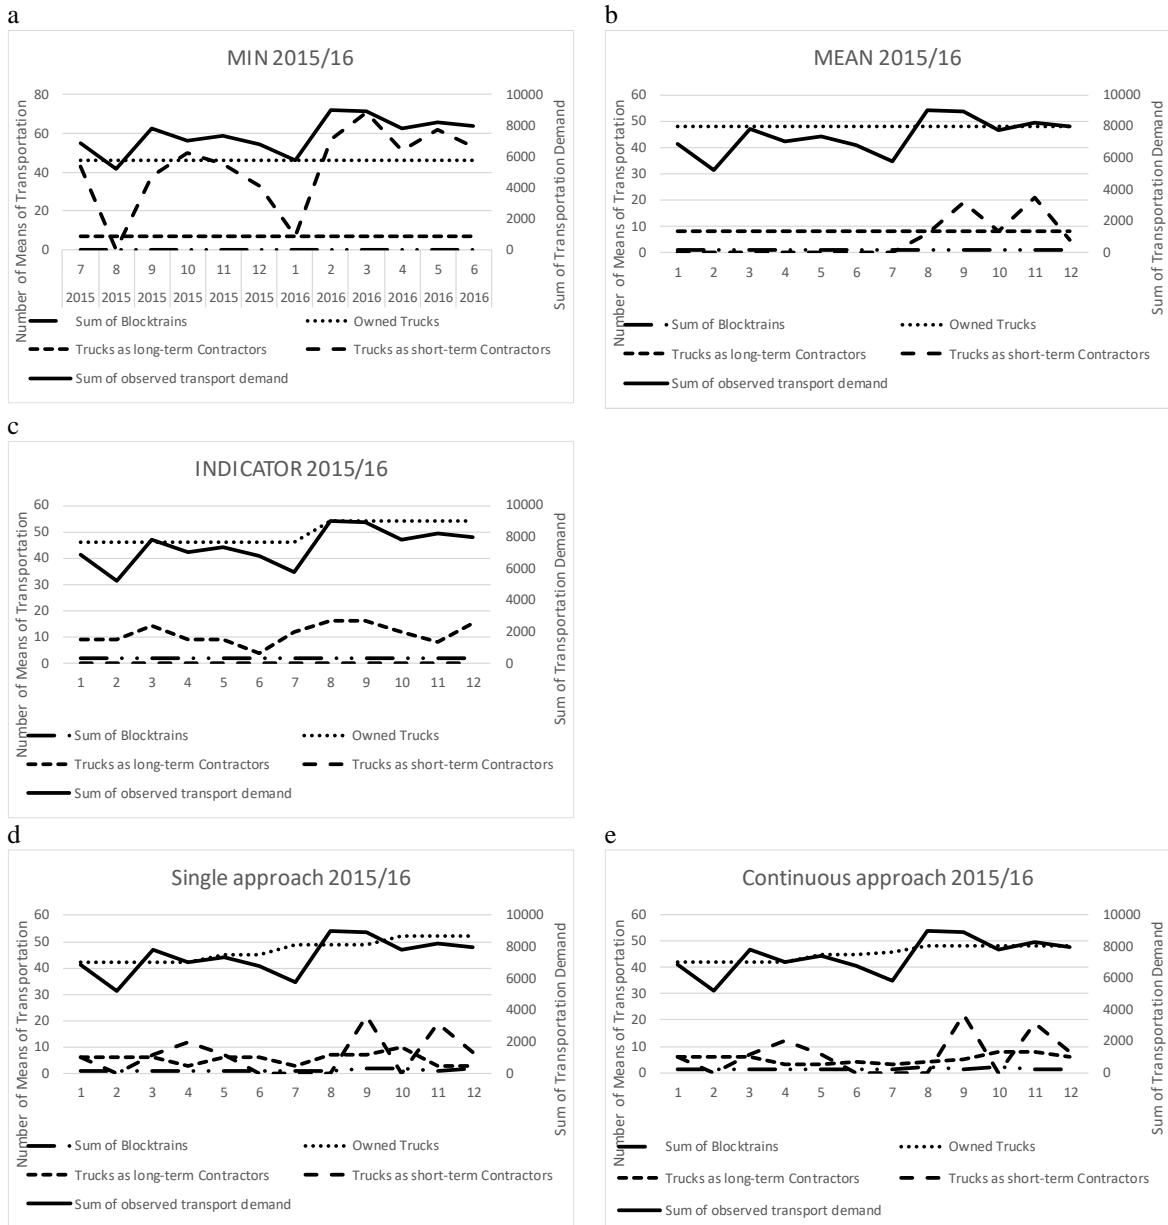 a
MIN 2015/16
Number of Means of Transportation
80
60
40
20
0
10000
8000
6000
4000
2000
0
Sum of Transportation Demand
7 8 9 10 11 12 1 2 3 4 5 6
2015 2015 2015 2015 2015 2015 2016 2016 2016 2016 2016 2016
Sum of Blocktrains
Owned Trucks
Trucks as long-term Contractors
Trucks as short-term Contractors
Sum of observed transport demand
b
MEAN 2015/16
Number of Means of Transportation
60
50
40
30
20
10
0
10000
8000
6000
4000
2000
0
Sum of Transportation Demand
1 2 3 4 5 6 7 8 9 10 11 12
Sum of Blocktrains
Owned Trucks
Trucks as long-term Contractors
Trucks as short-term Contractors
Sum of observed transport demand
c
INDICATOR 2015/16
Number of Means of Transportation
60
50
40
30
20
10
0
10000
8000
6000
4000
2000
0
Sum of Transportation Demand
1 2 3 4 5 6 7 8 9 10 11 12
Sum of Blocktrains
Owned Trucks
Trucks as long-term Contractors
Trucks as short-term Contractors
Sum of observed transport demand
d
Single approach 2015/16
Number of Means of Transportation
60
50
40
30
20
10
0
10000
8000
6000
4000
2000
0
Sum of Transportation Demand
1 2 3 4 5 6 7 8 9 10 11 12
Sum of Blocktrains
Owned Trucks
Trucks as long-term Contractors
Trucks as short-term Contractors
Sum of observed transport demand
e
Continuous approach 2015/16
Number of Means of Transportation
60
50
40
30
20
10
0
10000
8000
6000
4000
2000
0
Sum of Transportation Demand
1 2 3 4 5 6 7 8 9 10 11 12
Sum of Blocktrains
Owned Trucks
Trucks as long-term Contractors
Trucks as short-term Contractors
Sum of observed transport demand